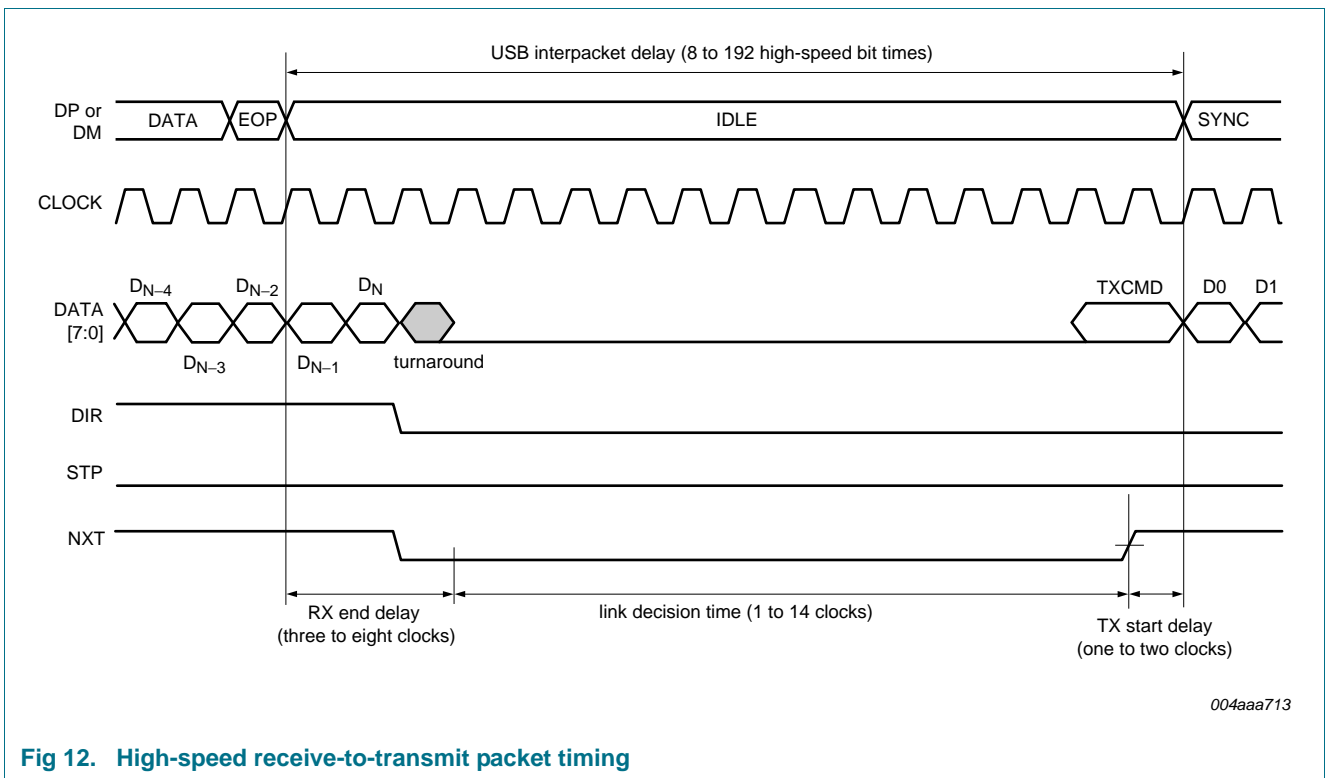 USB interpacket delay (8 to 192 high-speed bit times)
DP or
DM
DATA
EOP
IDLE
SYNC
CLOCK
DATA
[7:0]
DN−4
DN−3
DN−2
DN−1
DN
turnaround
TXCMD
D0
D1
DIR
STP
NXT
RX end delay
(three to eight clocks)
link decision time (1 to 14 clocks)
TX start delay
(one to two clocks)
004aaa713
Fig 12. High-speed receive-to-transmit packet timing